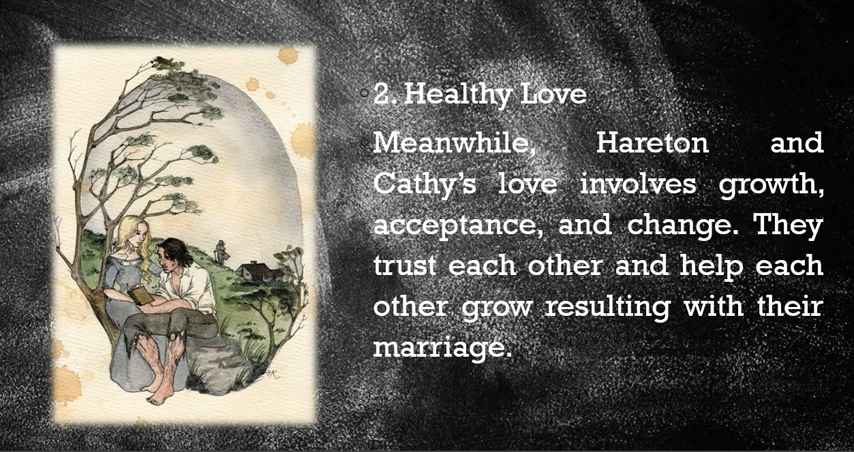 2. Healthy Love
Meanwhile, Hareton and
Cathy’s love involves growth,
acceptance, and change. They
trust each other and help each
other grow resulting with their
marriage.